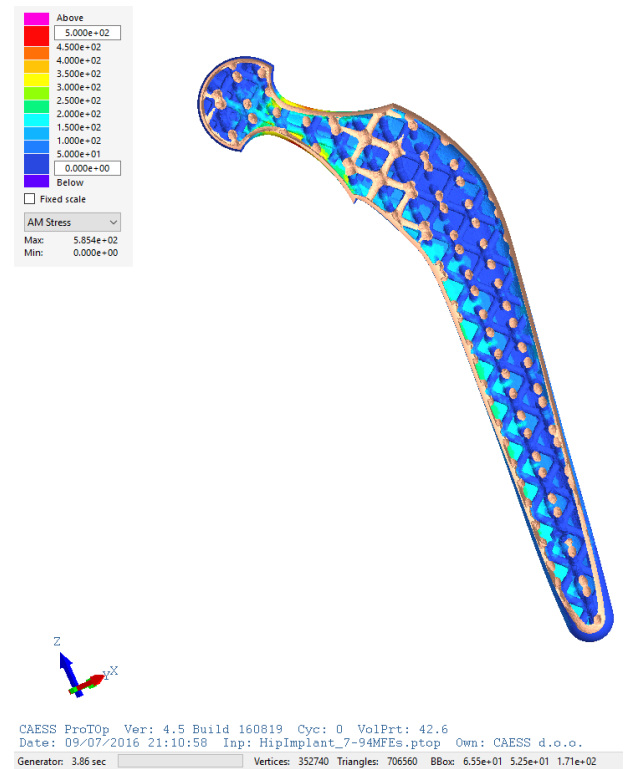 Above
5.000e+02
4.500e+02
4.000e+02
3.500e+02
3.000e+02
2.500e+02
2.000e+02
1.500e+02
1.000e+02
5.000e+01
0.000e+00
Below
Fixed scale
AM Stress
Max: 5.854e+02
Min: 0.000e+00
Z
Y X
CAESS ProTOp Ver: 4.5 Build 160819 Cyc: 0 VolPrt: 42.6
Date: 09/07/2016 21:10:58 Inp: HipImplant_7-94MFEs.ptop Own: CAESS d.o.o.
Generator: 3.86 sec Vertices: 352740 Triangles: 706560 BBox: 6.55e+01 5.25e+01 1.71e+02